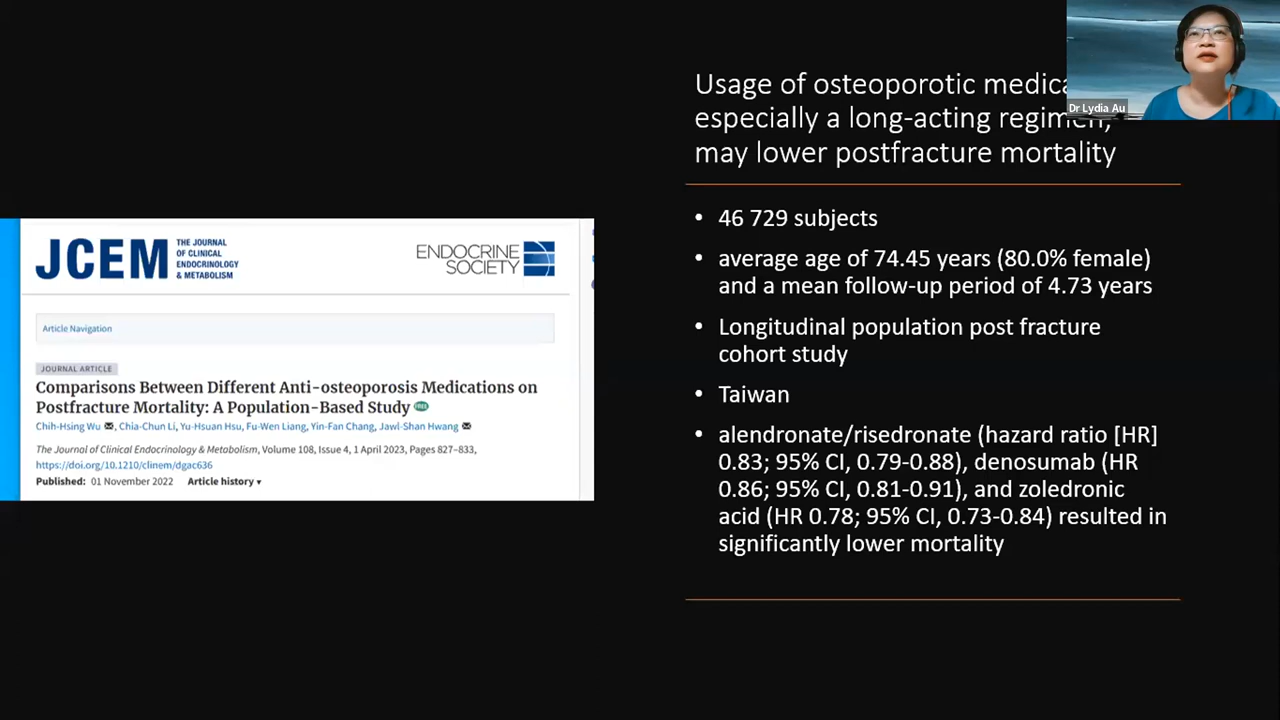 Usage of osteoporotic
especially a long-acting regimen,
may lower postfracture mortality
Dr Lydia Au
• 46 729 subjects
• average age of 74.45 years (80.0% female)
and a mean follow-up period of 4.73 years
• Longitudinal population post fracture
cohort study
• Taiwan
• alendronate/risedronate (hazard ratio [HR]
0.83; 95% CI, 0.79-0.88), denosumab (HR
0.86; 95% CI, 0.81-0.91), and zoledronic
acid (HR 0.78; 95% CI, 0.73-0.84) resulted in
significantly lower mortality
JCEM
THE JOURNAL
OF CLINICAL
ENDOCRINOLOGY
& METABOLISM
ENDOCRINE
SOCIETY
Article Navigation
JOURNAL ARTICLE
Comparisons Between Different Anti-osteoporosis Medications on
Postfracture Mortality: A Population-Based Study FREE
Chih-Hsing Wu, Chia-Chun Li, Yu-Hsuan Hsu, Fu-Wen Liang, Yin-Fan Chang, Jawl-Shan Hwang
The Journal of Clinical Endocrinology & Metabolism, Volume 108, Issue 4, 1 April 2023, Pages 827–833,
https://doi.org/10.1210/clinem/dgac636
Published: 01 November 2022 Article history ▾